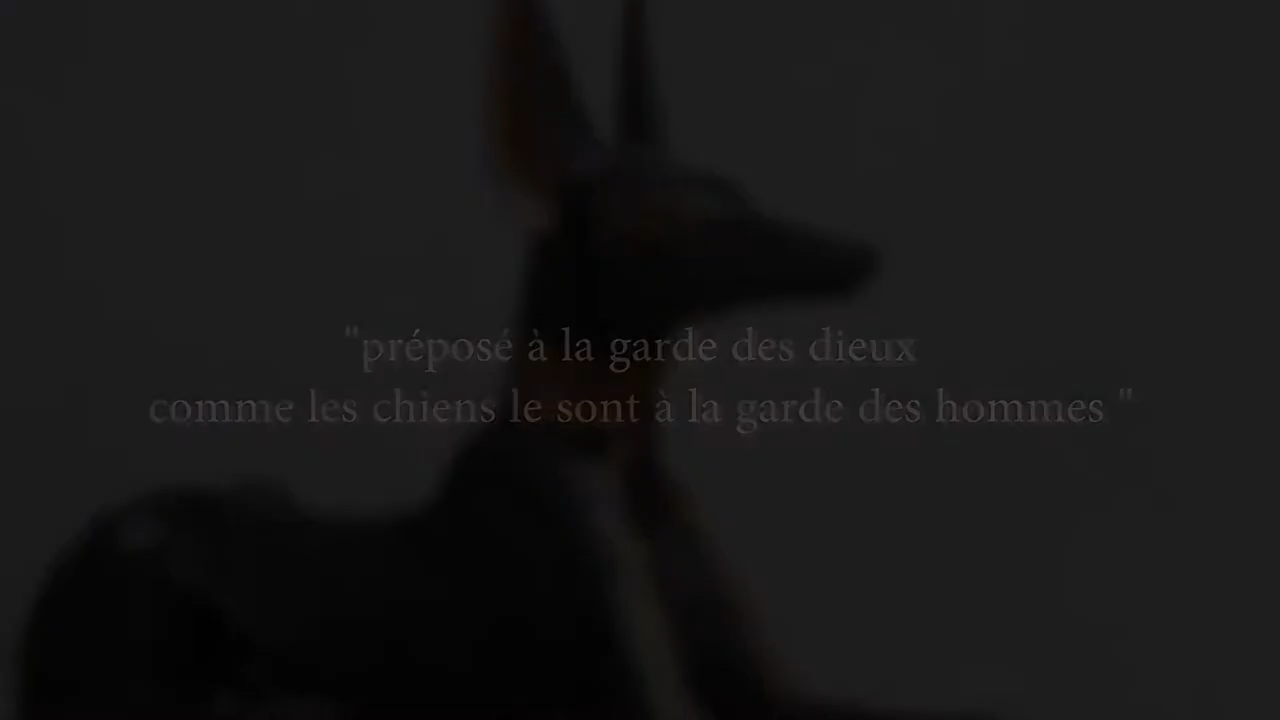 "préposé à la garde des dieux
comme les chiens le sont à la garde des hommes "